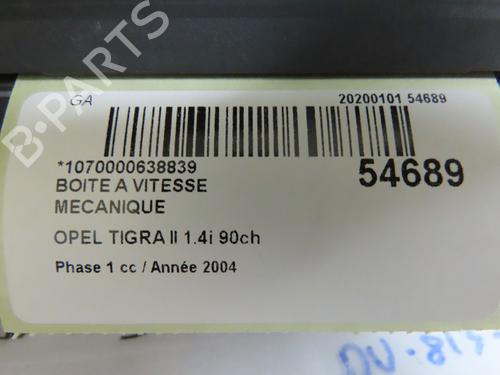 GA
20200101 54689
*1070000638839
54689
BOITE A VITESSE
MECANIQUE
OPEL TIGRA II 1.4i 90ch
Phase 1 cc / Année 2004
B-PARTS